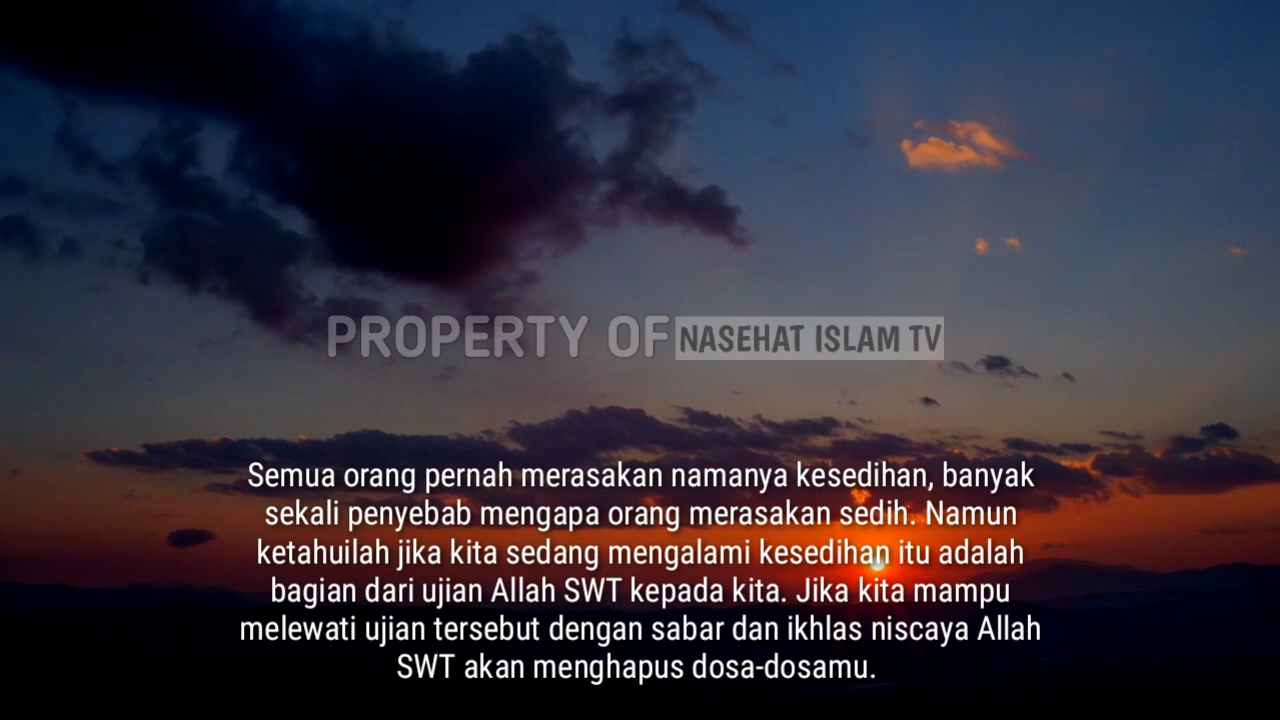 PROPERTY OF NASEHAT ISLAM TV
Semua orang pernah merasakan namanya kesedihan, banyak
sekali penyebab mengapa orang merasakan sedih. Namun
ketahuilah jika kita sedang mengalami kesedihan itu adalah
bagian dari ujian Allah SWT kepada kita. Jika kita mampu
melewati ujian tersebut dengan sabar dan ikhlas niscaya Allah
SWT akan menghapus dosa-dosamu.